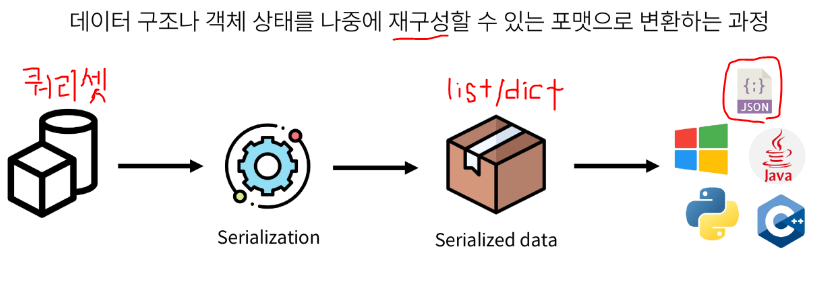 데이터 구조나 객체 상태를 나중에 재구성할 수 있는 포맷으로 변환하는 과정
쿼리셋
list/dict
{;}
JSON
Java
C++
Serialization
Serialized data